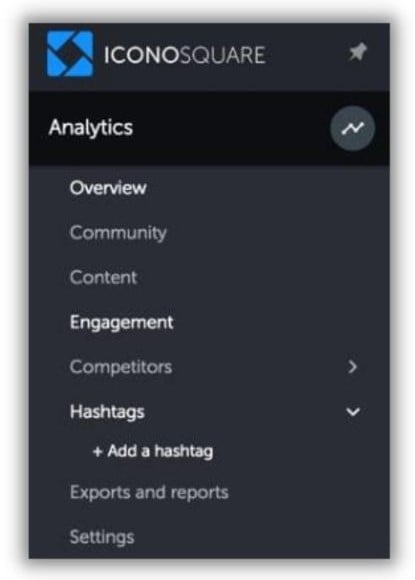 ICONOSQUARE
Analytics
Overview
Community
Content
Engagement
Competitors
Hashtags
+ Add a hashtag
Exports and reports
Settings